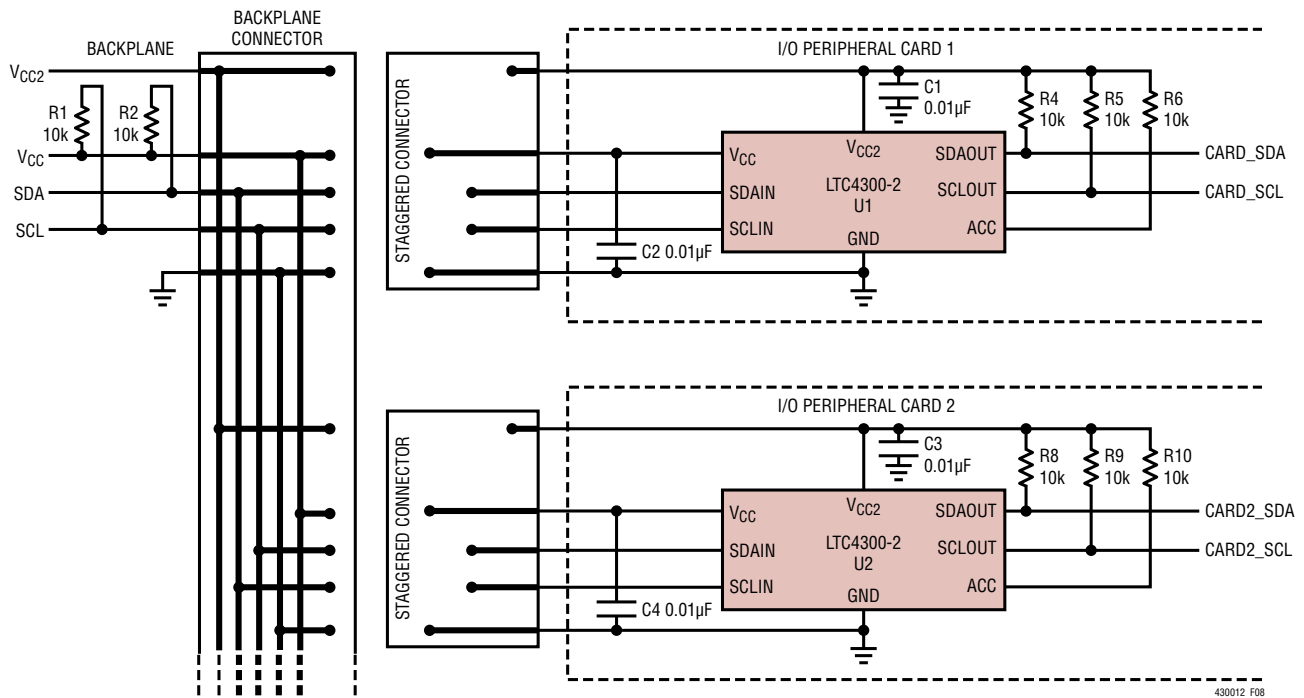 BACKPLANE
BACKPLANE
CONNECTOR
VCC2
R1
10k
R2
10k
VCC
SDA
SCL
STAGGERED CONNECTOR
I/O PERIPHERAL CARD 1
C1
0.01µF
R4
10k
R5
10k
R6
10k
VCC
VCC2
SDAOUT
CARD_SDA
SDAIN
LTC4300-2
U1
SCLOUT
CARD_SCL
SCLIN
GND
ACC
C2 0.01µF
STAGGERED CONNECTOR
I/O PERIPHERAL CARD 2
C3
0.01µF
R8
10k
R9
10k
R10
10k
VCC
VCC2
SDAOUT
CARD2_SDA
SDAIN
LTC4300-2
U2
SCLOUT
CARD2_SCL
SCLIN
GND
ACC
C4 0.01µF
430012 F08